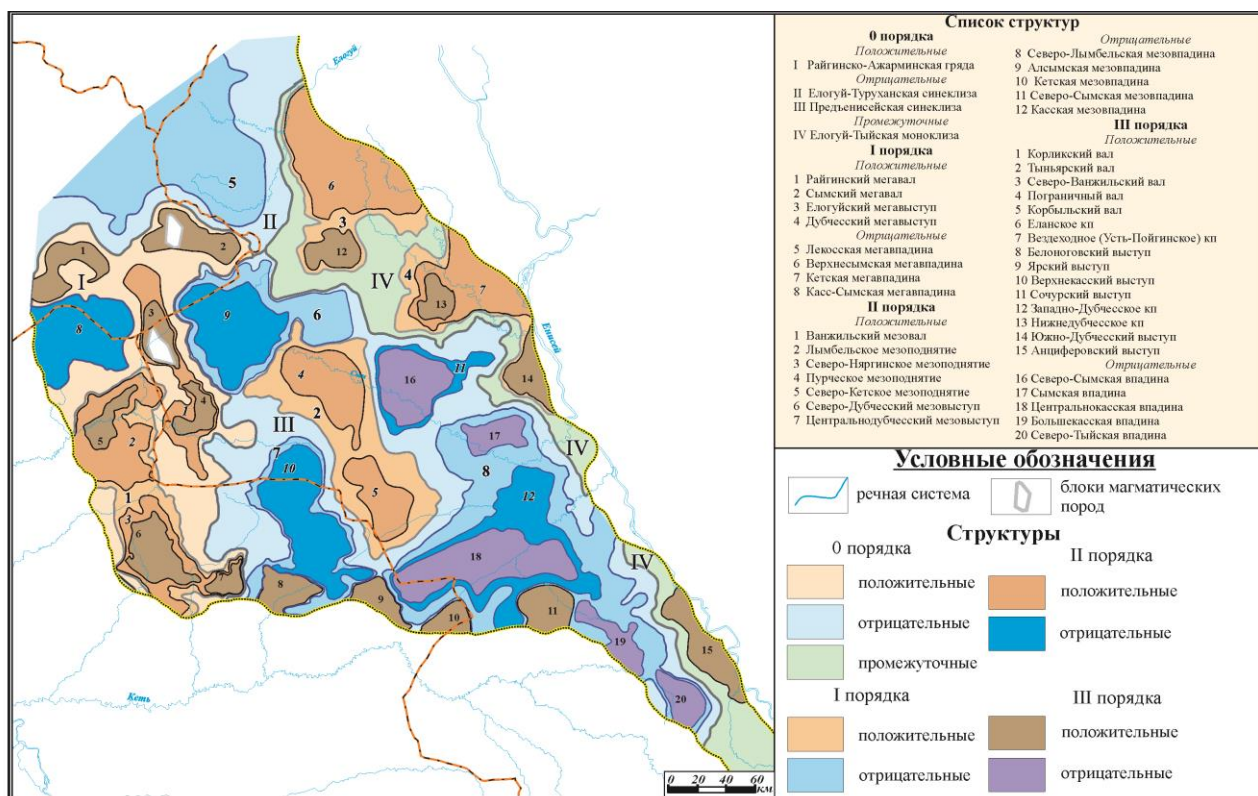 Елогуй
Енисей
Сым
Кеть
5
II
6
1
2
3
12
IV
I
4
7
13
8
3
9
6
4
16
11
14
4
2
III
17
IV
5
2
7
10
8
12
1
5
3
6
18
IV
7
8
9
10
11
19
15
20
0 20 40 60
км
Список структур
0 порядка
Положительные
I Райгинско-Ажарминская гряда
Отрицательные
II Елогуй-Туруханская синеклиза
III Предъенисейская синеклиза
Промежуточные
IV Елогуй-Тыйская моноклиза
I порядка
Положительные
1 Райгинский мегавал
2 Сымский мегавал
3 Елогуйский мегавыступ
4 Дубчесский мегавыступ
Отрицательные
5 Лекосская мегавпадина
6 Верхнесымская мегавпадина
7 Кетская мегавпадина
8 Касс-Сымская мегавпадина
II порядка
Положительные
1 Ванжильский мезовал
2 Лымбельское мезоподнятие
3 Северо-Няргинское мезоподнятие
4 Пурческое мезоподнятие
5 Северо-Кетское мезоподнятие
6 Северо-Дубчесский мезовыступ
7 Центральнодубчесский мезовыступ
Отрицательные
8 Северо-Лымбельская мезовпадина
9 Алсымская мезовпадина
10 Кетская мезовпадина
11 Северо-Сымская мезовпадина
12 Касская мезовпадина
III порядка
Положительные
1 Корликский вал
2 Тыньярский вал
3 Северо-Ванжильский вал
4 Пограничный вал
5 Корбыльский вал
6 Еланское кп
7 Вездеходное (Усть-Пойгинское) кп
8 Белоноговский выступ
9 Ярский выступ
10 Верхнекасский выступ
11 Сочурский выступ
12 Западно-Дубчесское кп
13 Нижнедубчесское кп
14 Южно-Дубчесский выступ
15 Анциферовский выступ
Отрицательные
16 Северо-Сымская впадина
17 Сымская впадина
18 Центральнокасская впадина
19 Большекасская впадина
20 Северо-Тыйская впадина
Условные обозначения
речная система
блоки магматических
пород
Структуры
0 порядка
положительные
отрицательные
промежуточные
I порядка
положительные
отрицательные
II порядка
положительные
отрицательные
III порядка
положительные
отрицательные